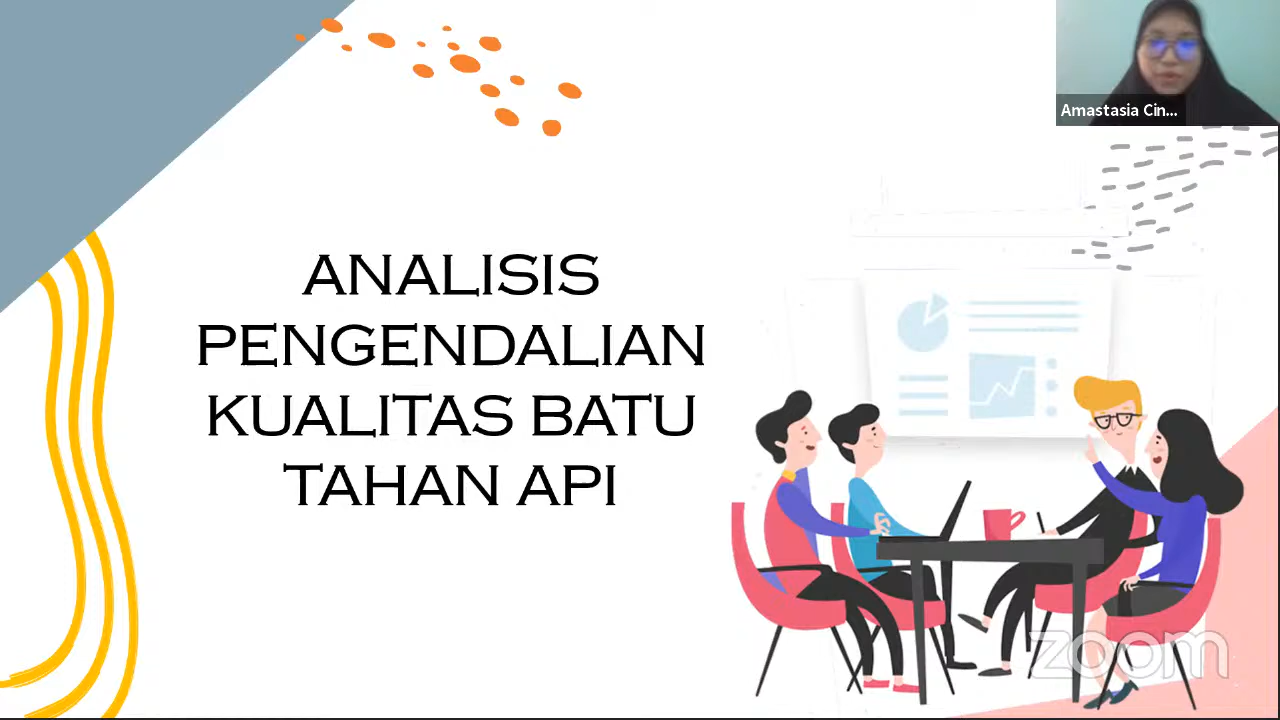 Amastasia Cin...
ANALISIS
PENGENDALIAN
KUALITAS BATU
TAHAN API
zoom